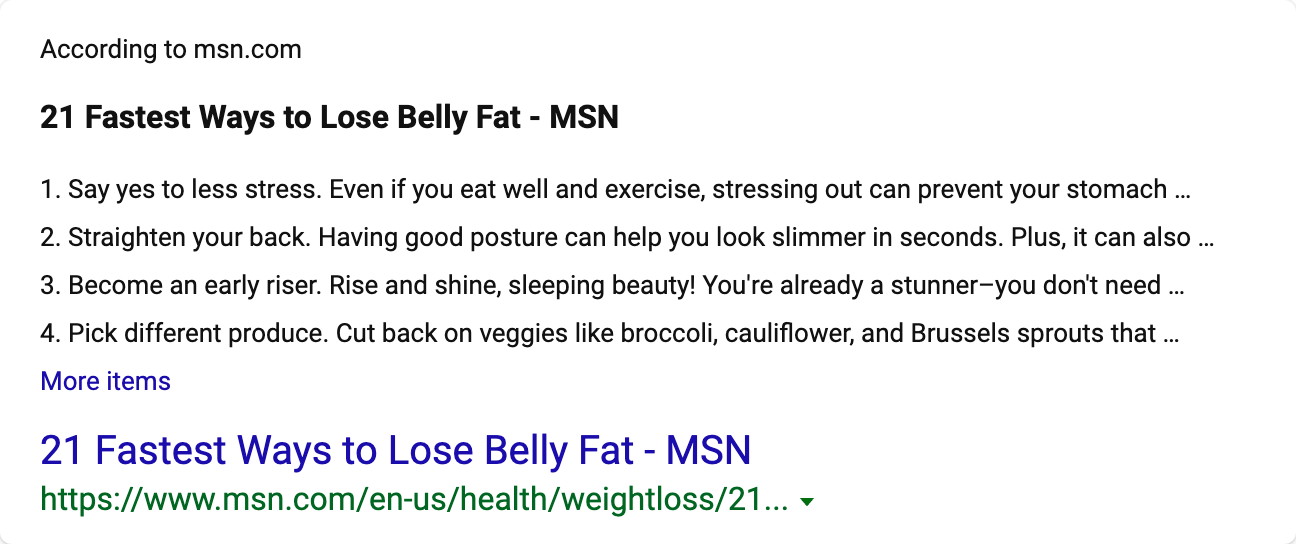 According to msn.com
21 Fastest Ways to Lose Belly Fat - MSN
1. Say yes to less stress. Even if you eat well and exercise, stressing out can prevent your stomach ...
2. Straighten your back. Having good posture can help you look slimmer in seconds. Plus, it can also ...
3. Become an early riser. Rise and shine, sleeping beauty! You're already a stunner–you don't need ...
4. Pick different produce. Cut back on veggies like broccoli, cauliflower, and Brussels sprouts that ...
More items
21 Fastest Ways to Lose Belly Fat - MSN
https://www.msn.com/en-us/health/weightloss/21...